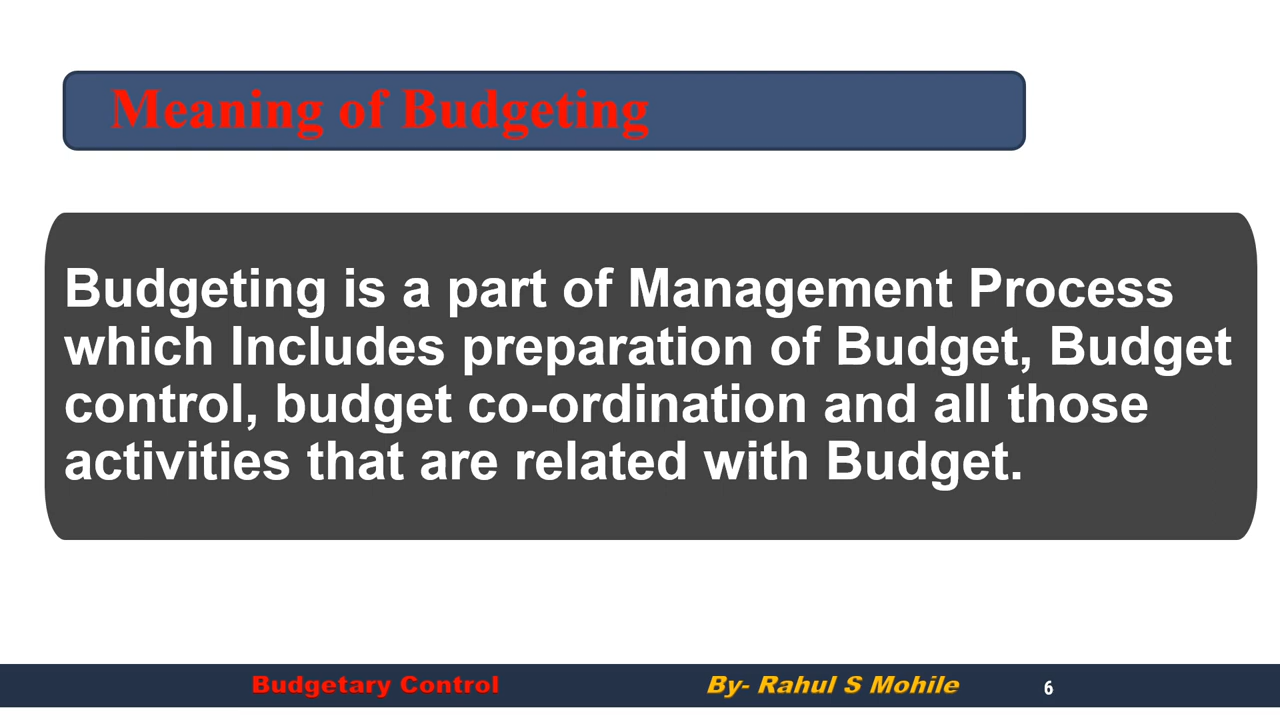 Meaning of Budgeting
Budgeting is a part of Management Process
which Includes preparation of Budget, Budget
control, budget co-ordination and all those
activities that are related with Budget.
Budgetary Control
By- Rahul S Mohile
6